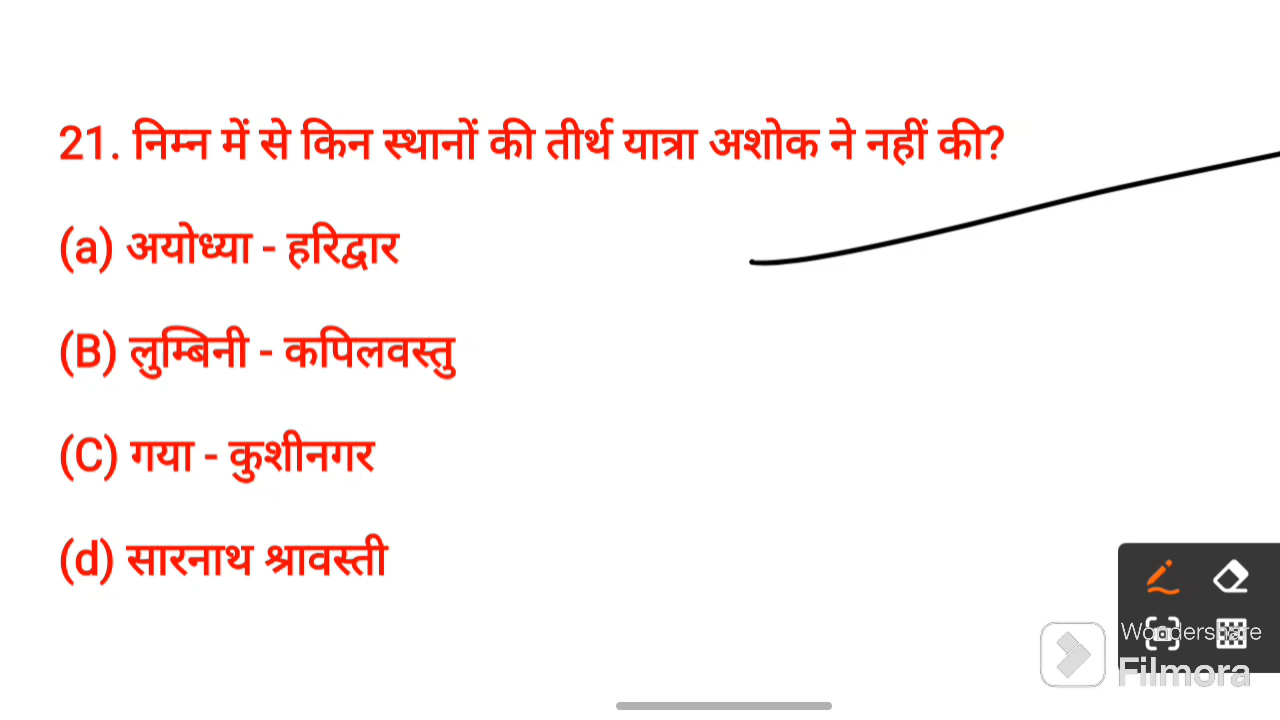 21. निम्न में से किन स्थानों की तीर्थ यात्रा अशोक ने नहीं की?
(a) अयोध्या - हरिद्वार
(B) लुम्बिनी - कपिलवस्तु
(C) गया - कुशीनगर
(d) सारनाथ श्रावस्ती
Wondershare
Filmora